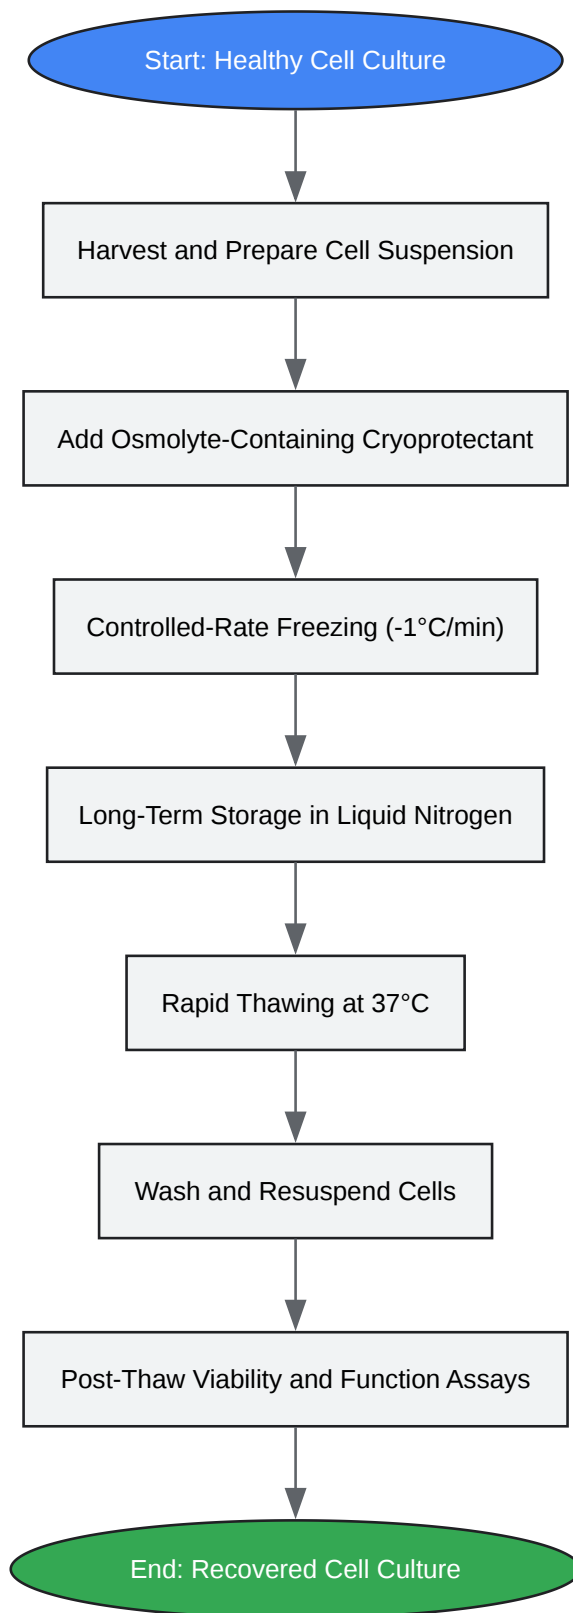 Start: Healthy Cell Culture
Harvest and Prepare Cell Suspension
Add Osmolyte-Containing Cryoprotectant
Controlled-Rate Freezing (-1°C/min)
Long-Term Storage in Liquid Nitrogen
Rapid Thawing at 37°C
Wash and Resuspend Cells
Post-Thaw Viability and Function Assays
End: Recovered Cell Culture